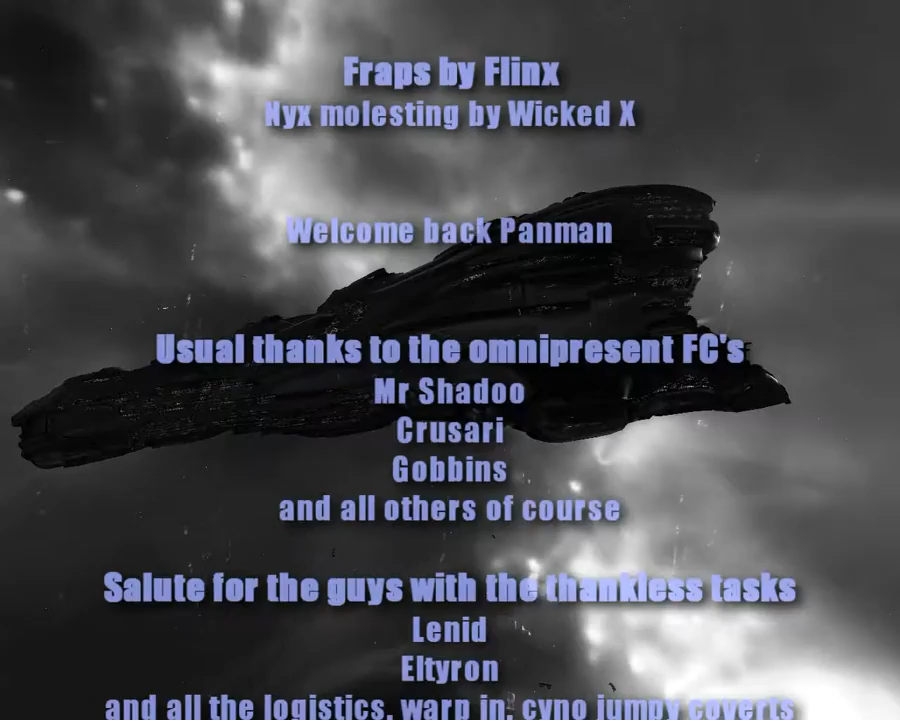 Fraps by Flinx
Nyx molesting by Wicked X
Welcome back Panman
Usual thanks to the omnipresent FC's
Mr Shadoo
Crusari
Gobbins
and all others of course
Salute for the guys with the thankless tasks
Lenid
Eltyron
and all the logistics, warp in, cyno jumpy coverts